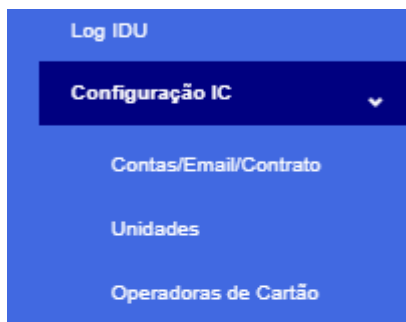 Log IDU
Configuração IC
Contas/Email/Contrato
Unidades
Operadoras de Cartão